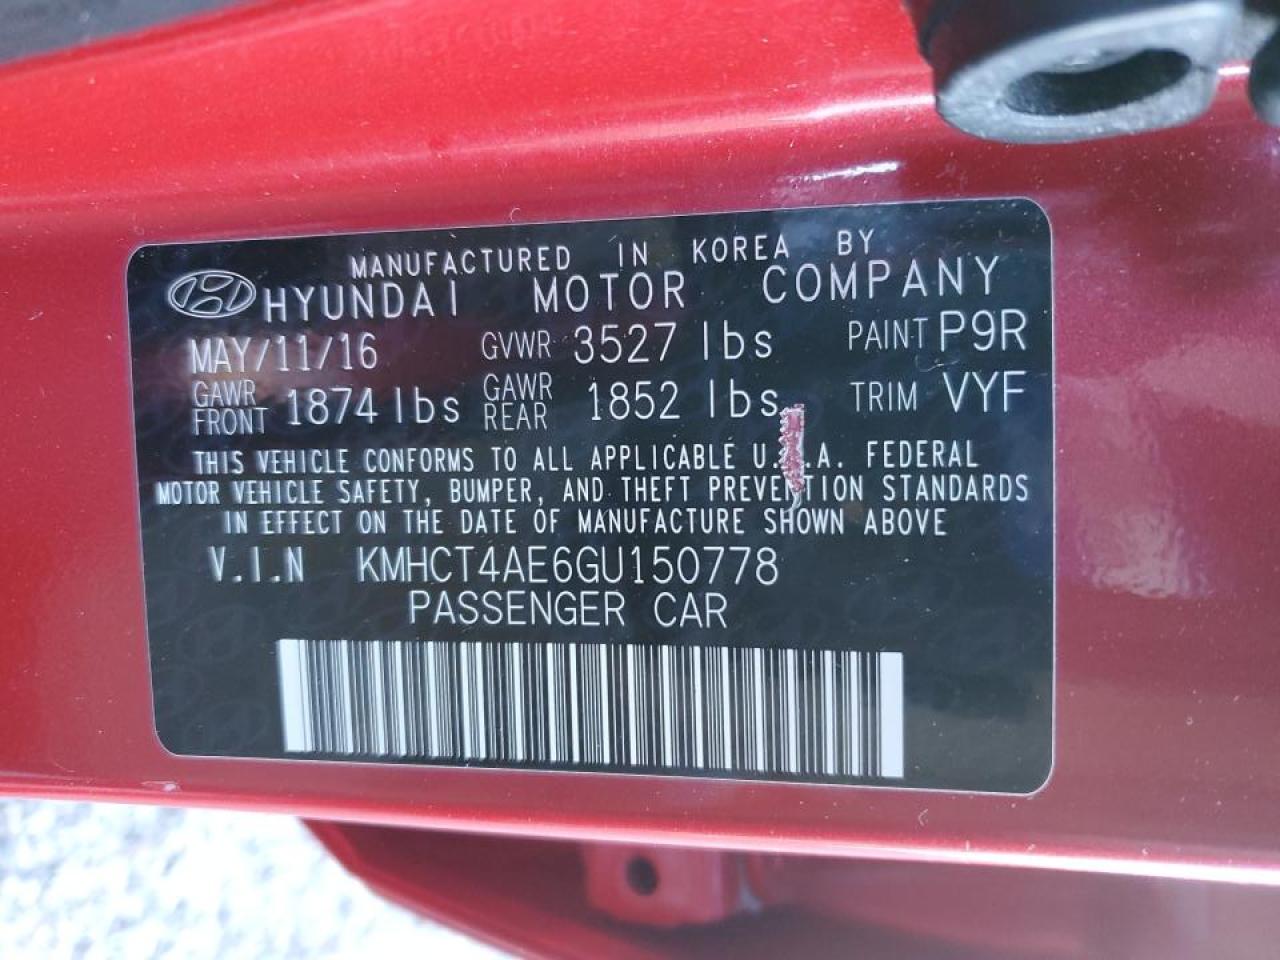 MANUFACTURED IN KOREA BY
HYUNDAI MOTOR COMPANY
MAY/11/16 GVWR 3527 lbs PAINT P9R
GAWR FRONT 1874 lbs GAWR REAR 1852 lbs TRIM VYF
THIS VEHICLE CONFORMS TO ALL APPLICABLE U.S.A. FEDERAL
MOTOR VEHICLE SAFETY, BUMPER, AND THEFT PREVENTION STANDARDS
IN EFFECT ON THE DATE OF MANUFACTURE SHOWN ABOVE
V.I.N KMHCT4AE6GU150778
PASSENGER CAR